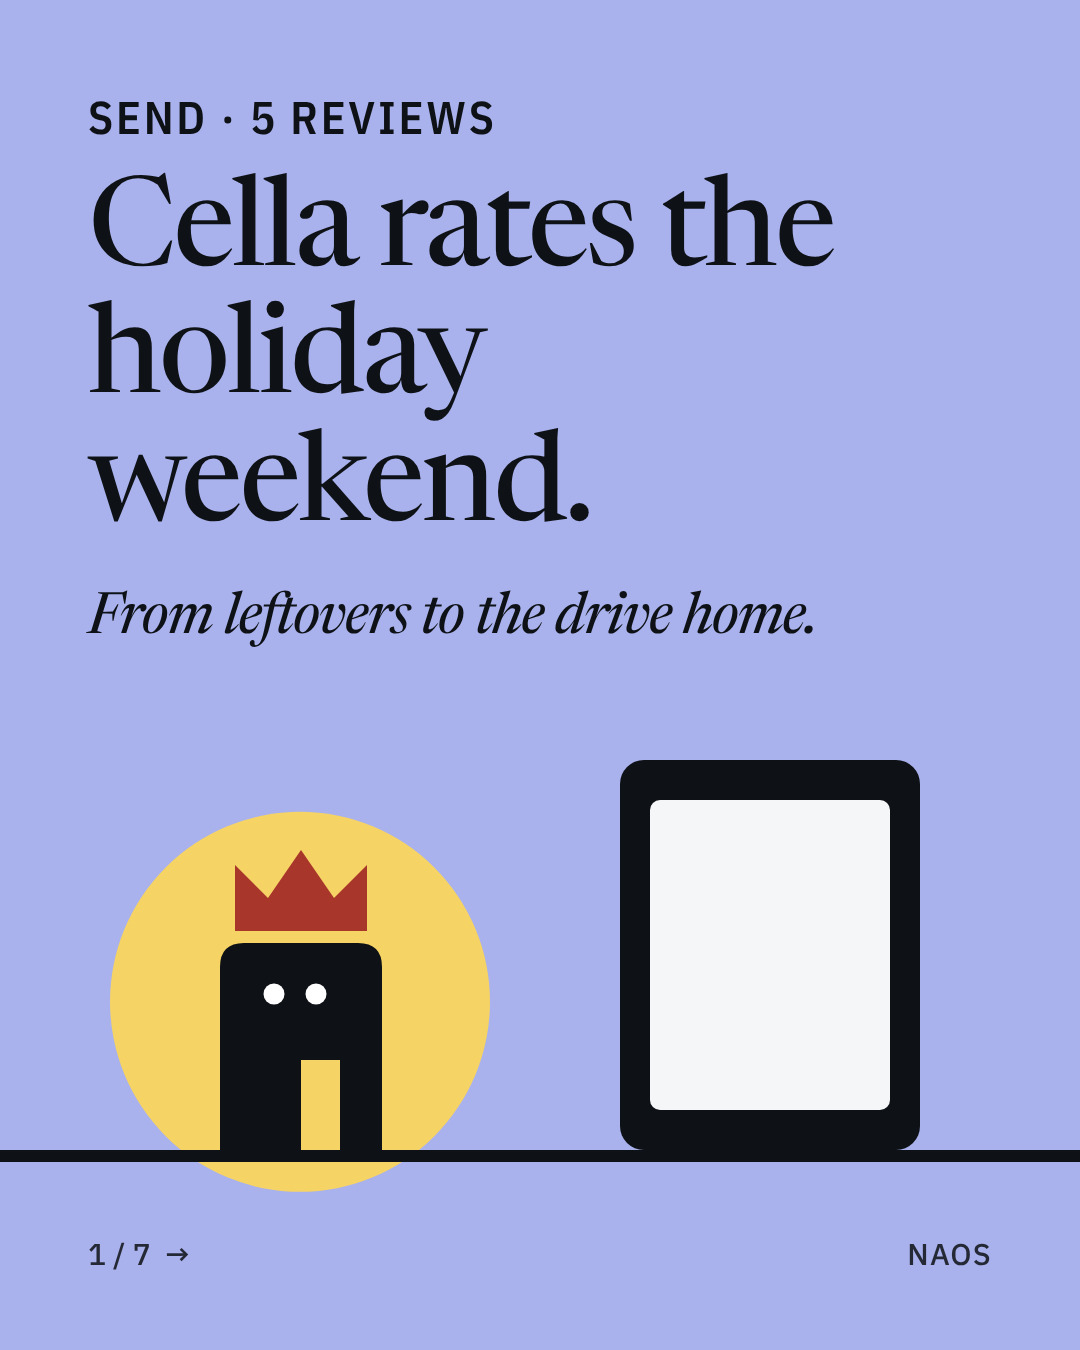 SEND · 5 REVIEWS
Cella rates the
holiday
weekend.
From leftovers to the drive home.
1 / 7 →
NAOS